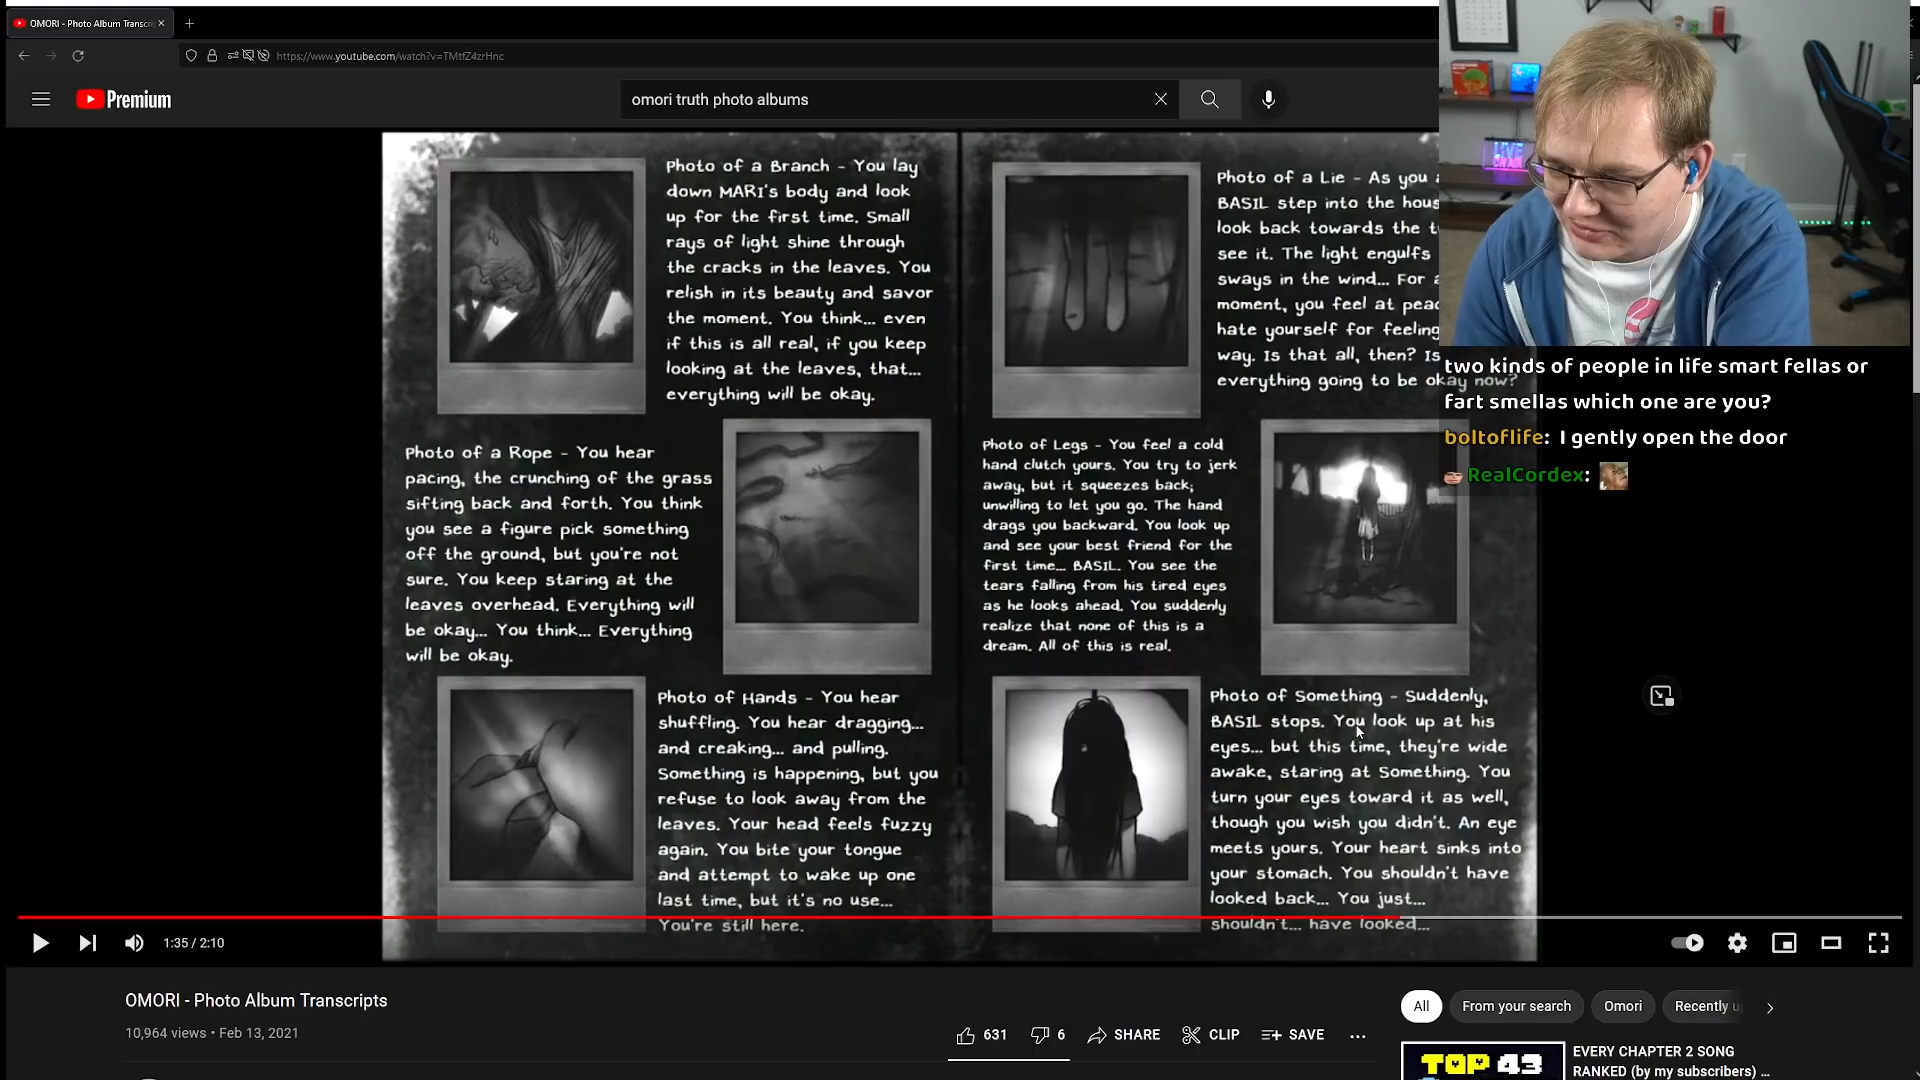 OMORI - Photo Album Transcri
https://www.youtube.com/watch?v=TMtfZ4zrHnc
Premium
omori truth photo albums
Photo of a Branch - You lay
down MARI's body and look
up for the first time. Small
rays of light shine through
the cracks in the leaves. You
relish in its beauty and savor
the moment. You think... even
if this is all real, if you keep
looking at the leaves, that...
everything will be okay.
Photo of a Rope - You hear
pacing, the crunching of the grass
sifting back and forth. You think
you see a figure pick something
off the ground, but you're not
sure. You keep staring at the
leaves overhead. Everything will
be okay... You think... Everything
will be okay.
Photo of Hands - You hear
shuffling. You hear dragging...
and creaking... and pulling.
Something is happening, but you
refuse to look away from the
leaves. Your head feels fuzzy
again. You bite your tongue
and attempt to wake up one
last time, but it's no use...
You're still here.
Photo of a Lie - As you
BASIL step into the hous
look back towards the t
see it. The light engulfs
sways in the wind... For a
moment, you feel at peac
hate yourself for feeling
way. Is that all, then? Is
everything going to be okay now?
Photo of Legs - You feel a cold
hand clutch yours. You try to jerk
away, but it squeezes back;
unwilling to let you go. The hand
drags you backward. You look up
and see your best friend for the
first time... BASIL. You see the
tears falling from his tired eyes
as he looks ahead. You suddenly
realize that none of this is a
dream. All of this is real.
Photo of Something - Suddenly,
BASIL stops. You look up at his
eyes... but this time, they're wide
awake, staring at Something. You
turn your eyes toward it as well,
though you wish you didn't. An eye
meets yours. Your heart sinks into
your stomach. You shouldn't have
looked back... You just...
shouldn't... have looked...
LIVE
ON AIR
two kinds of people in life smart fellas or
fart smellas which one are you?
boltoflife: I gently open the door
RealCordex:
1:35 / 2:10
OMORI - Photo Album Transcripts
10,964 views • Feb 13, 2021
631
6
SHARE
CLIP
SAVE
All
From your search
Omori
Recently u
TOP 43
EVERY CHAPTER 2 SONG
RANKED (by my subscribers) ...